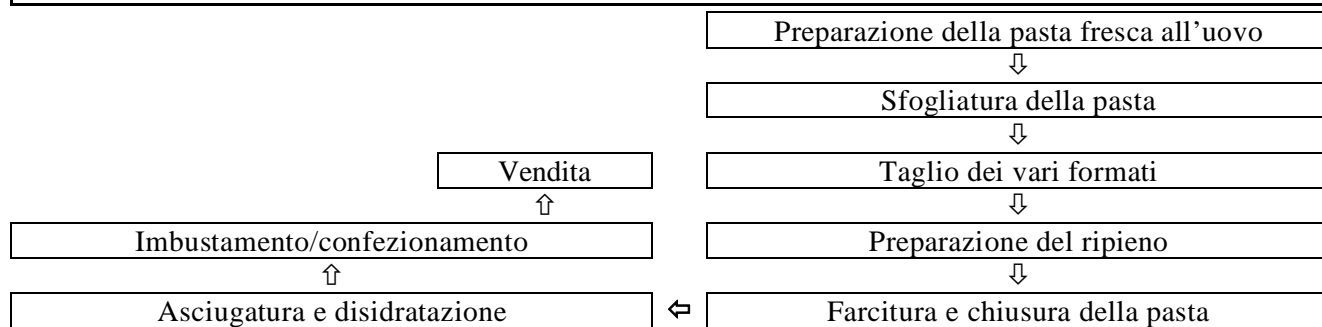 Preparazione della pasta fresca all’uovo
⇩
Sfogliatura della pasta
⇩
Vendita Taglio dei vari formati
⇧ ⇩
Imbustamento/confezionamento Preparazione del ripieno
⇧ ⇩
Asciugatura e disidratazione ⇦ Farcitura e chiusura della pasta